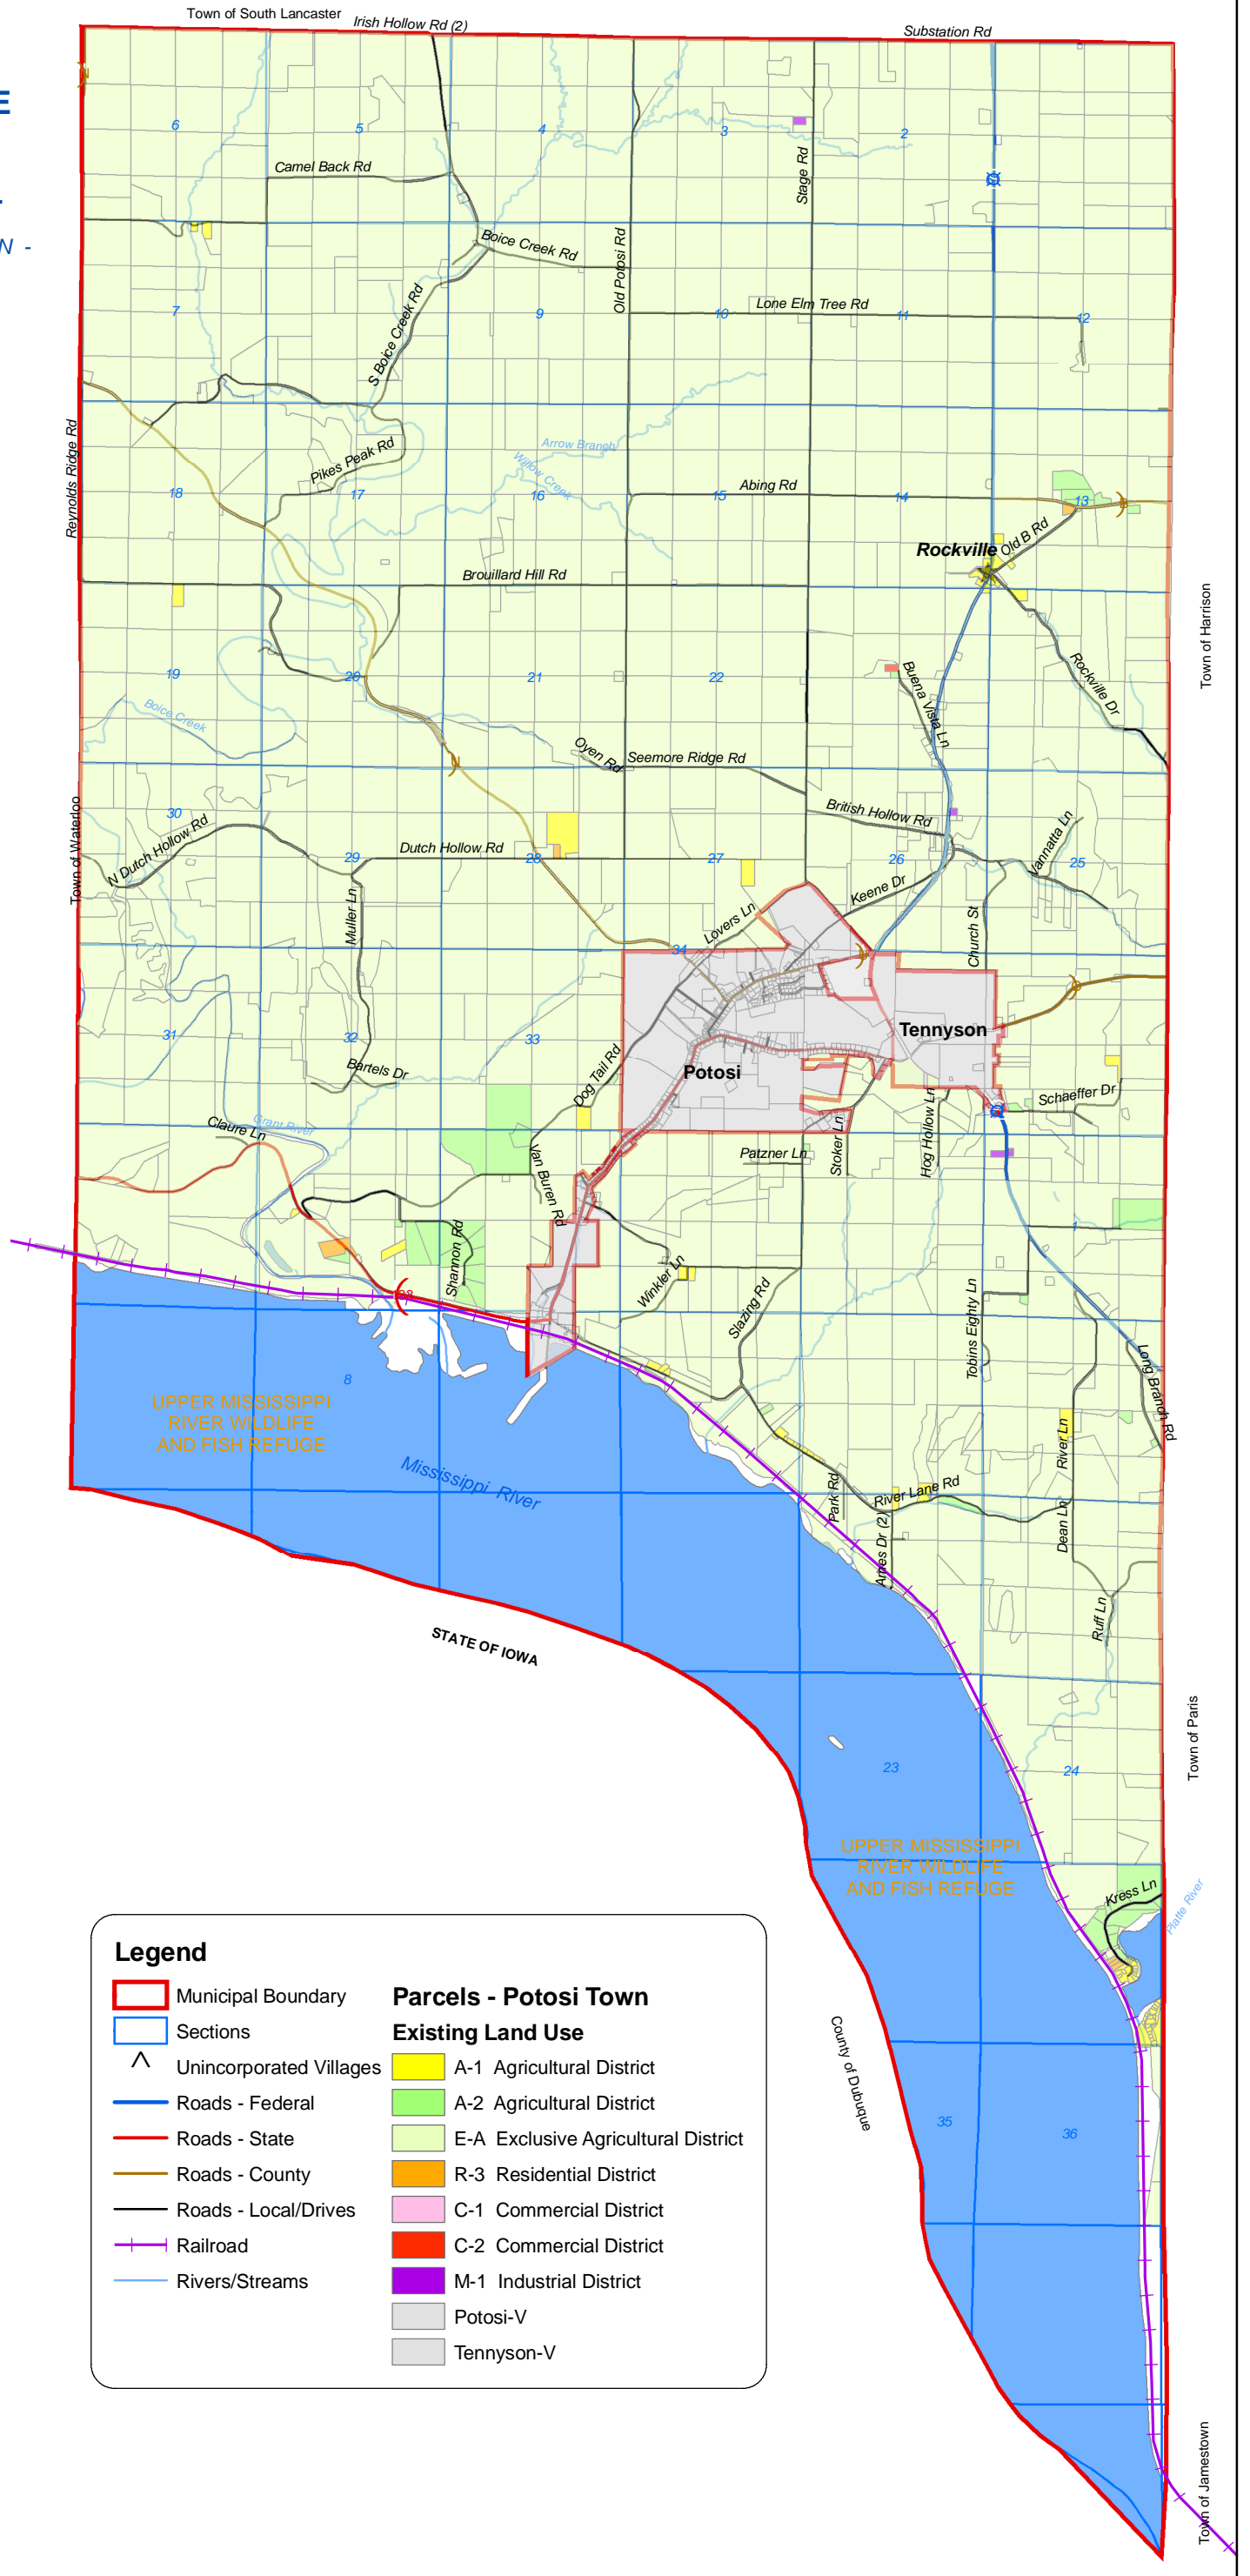 Town of South Lancaster
Irish Hollow Rd (2)
Substation Rd
E
N -
6
5
4
3
2
Camel Back Rd
Stage Rd
Boice Creek Rd
Old Potosi Rd
S Boice Creek Rd
7
9
10
Lone Elm Tree Rd
11
12
Reynolds Ridge Rd
Pikes Peak Rd
Arrow Branch
Willow Creek
18
17
16
15
Abing Rd
14
13
B
Rockville
Old B Rd
Brouillard Hill Rd
Town of Harrison
19
20
21
22
Buena Vista Ln
Rockville Dr
Boice Creek
N
Oyen Rd
Seemore Ridge Rd
British Hollow Rd
Town of Waterloo
30
N Dutch Hollow Rd
29
Dutch Hollow Rd
28
27
26
Vannatta Ln
25
Muller Ln
Lovers Ln
Keene Dr
Church St
34
31
32
33
Tennyson
Potosi
Bartels Dr
Dog Tail Rd
Schaeffer Dr
Claure Ln
Grant River
Van Buren Rd
Patzner Ln
Stoker Ln
Hog Hollow Ln
1
Shannon Rd
Winkler Ln
Slazing Rd
Tobins Eighty Ln
Long Branch Rd
8
UPPER MISSISSIPPI
RIVER WILDLIFE
AND FISH REFUGE
Mississippi River
Park Rd
River Lane Rd
River Ln
Ames Dr (2)
Dean Ln
Ruff Ln
STATE OF IOWA
Town of Paris
23
24
UPPER MISSISSIPPI
RIVER WILDLIFE
AND FISH REFUGE
Kress Ln
Platte River
County of Dubuque
35
36
Town of Jamestown
Legend
Municipal Boundary
Sections
Unincorporated Villages
Roads - Federal
Roads - State
Roads - County
Roads - Local/Drives
Railroad
Rivers/Streams
Parcels - Potosi Town
Existing Land Use
A-1 Agricultural District
A-2 Agricultural District
E-A Exclusive Agricultural District
R-3 Residential District
C-1 Commercial District
C-2 Commercial District
M-1 Industrial District
Potosi-V
Tennyson-V